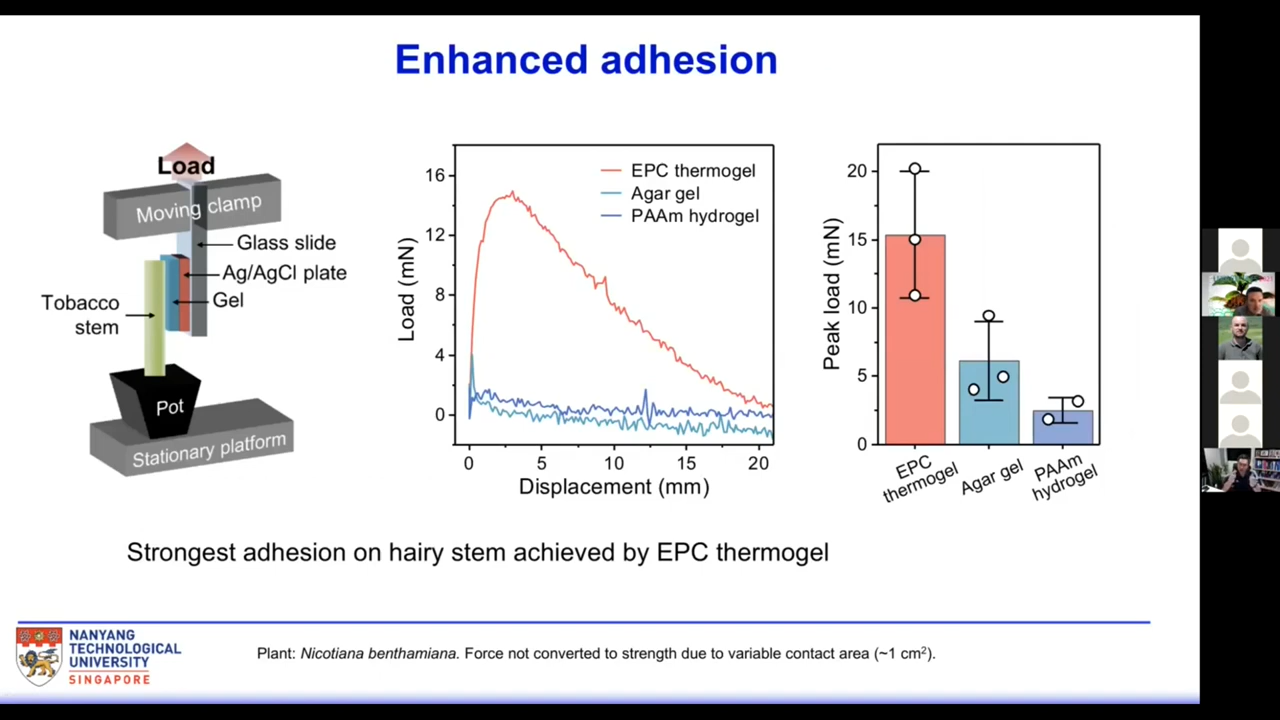 Enhanced adhesion
Load
Moving clamp
Glass slide
Ag/AgCl plate
Gel
Tobacco
stem
Pot
Stationary platform
Load (mN)
16
12
8
4
0
0
5
10
15
20
Displacement (mm)
EPC thermogel
Agar gel
PAAm hydrogel
Peak load (mN)
20
15
10
5
0
EPC
thermogel
Agar gel
PAAm
hydrogel
Strongest adhesion on hairy stem achieved by EPC thermogel
NANYANG
TECHNOLOGICAL
UNIVERSITY
SINGAPORE
Plant: Nicotiana benthamiana. Force not converted to strength due to variable contact area (~1 cm²).